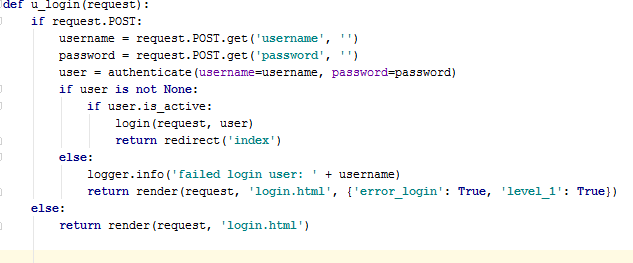 def u_login(request):
    if request.POST:
        username = request.POST.get('username', '')
        password = request.POST.get('password', '')
        user = authenticate(username=username, password=password)
        if user is not None:
            if user.is_active:
                login(request, user)
                return redirect('index')
        else:
            logger.info('failed login user: ' + username)
            return render(request, 'login.html', {'error_login': True, 'level_1': True})
    else:
        return render(request, 'login.html')